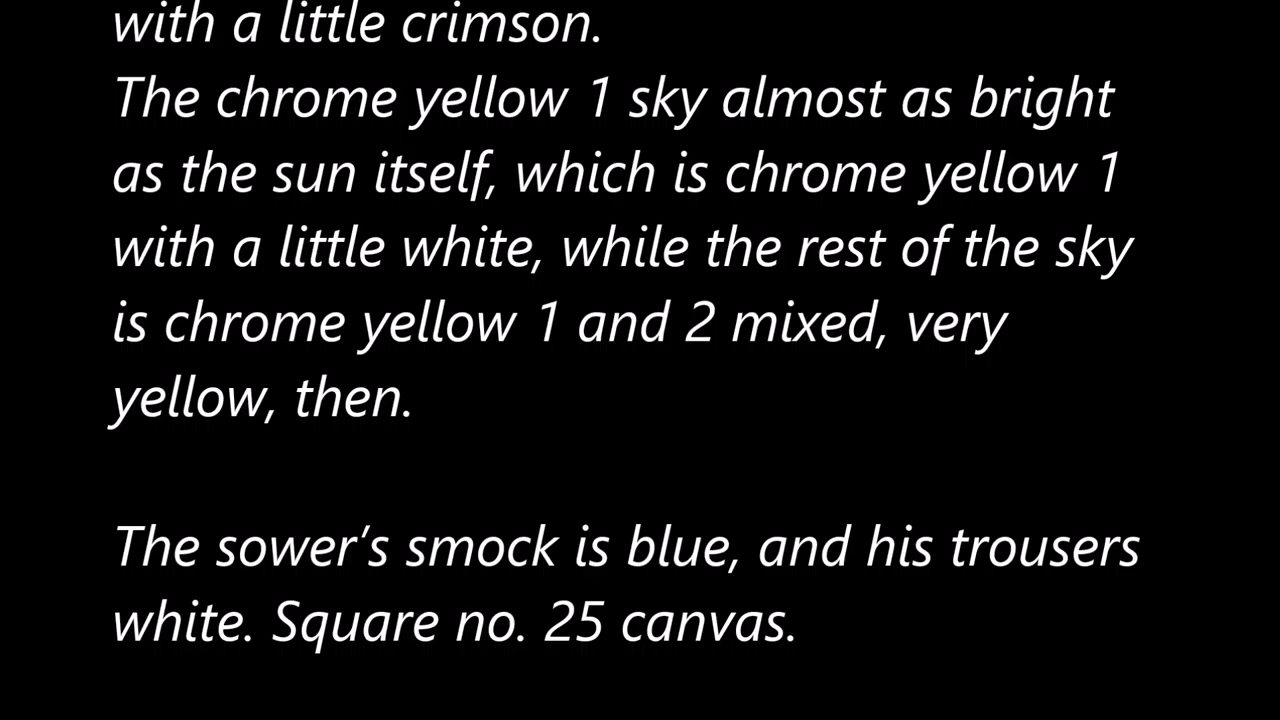 with a little crimson.
The chrome yellow 1 sky almost as bright
as the sun itself, which is chrome yellow 1
with a little white, while the rest of the sky
is chrome yellow 1 and 2 mixed, very
yellow, then.
The sower’s smock is blue, and his trousers
white. Square no. 25 canvas.